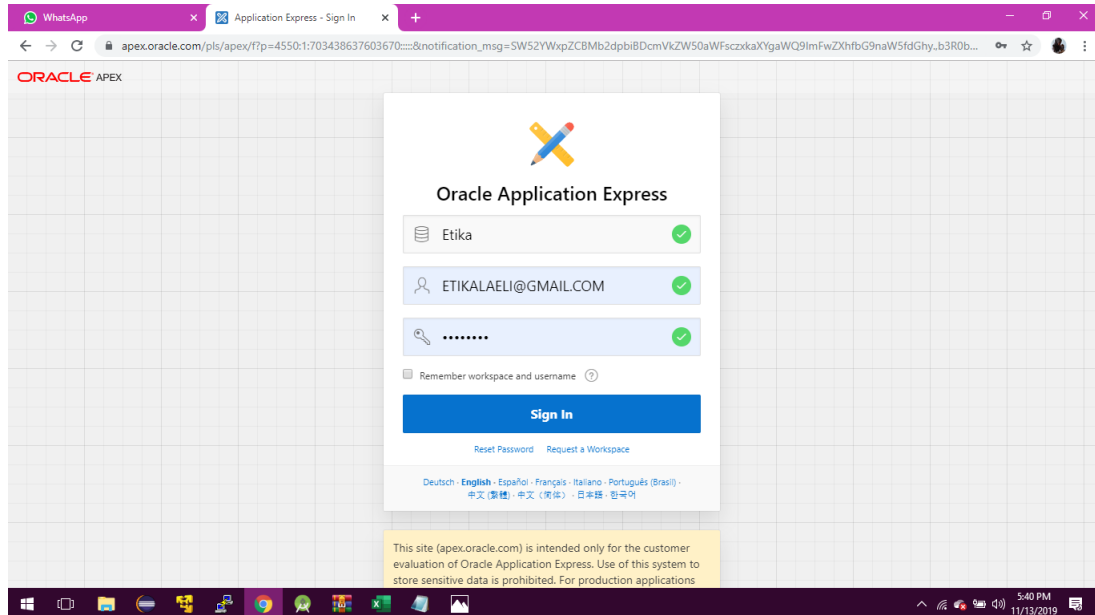 WhatsApp
Application Express - Sign In
apex.oracle.com/pls/apex/f?p=4550:1:703438637603670:::::&notification_msg=SW52YWxpZCBMb2dpbiBDcmVkZW50aWFsczxkaXYgaWQ9ImFwZXhfbG9naW5fdGhy..b3R0b...
ORACLE APEX
Oracle Application Express
Etika
ETIKALAELI@GMAIL.COM
••••••••
Remember workspace and username ?
Sign In
Reset Password Request a Workspace
Deutsch · English · Español · Français · Italiano · Português (Brasil) ·
中文 (繁體) · 中文（简体） · 日本語 · 한국어
This site (apex.oracle.com) is intended only for the customer
evaluation of Oracle Application Express. Use of this system to
store sensitive data is prohibited. For production applications
5:40 PM
11/13/2019